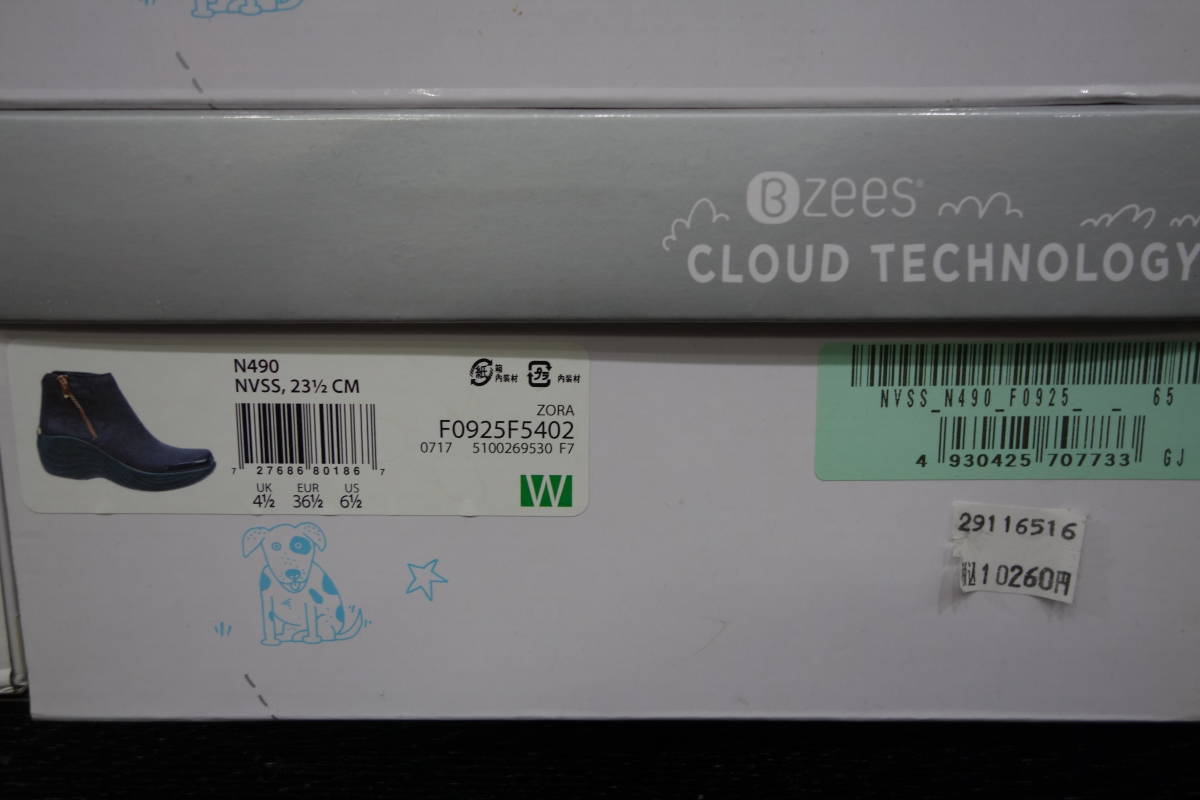 Bzees
CLOUD TECHNOLOGY
N490
NVSS, 23½ CM
7 27686 80186 7
UK EUR US
4½ 36½ 6½
紙 箱 内装材 プラ 内装材
ZORA
F0925F5402
0717 5100269530 F7
W
NVSS_N490_F0925_ _ 65
4 930425 707733 GJ
29116516
税込10260円